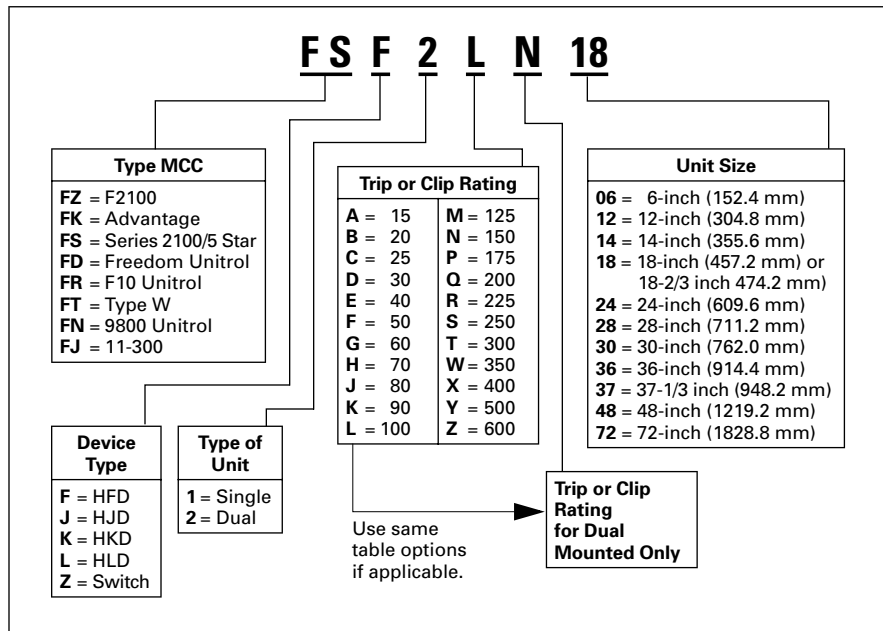 FS F 2 L N 18
Type MCC
FZ = F2100
FK = Advantage
FS = Series 2100/5 Star
FD = Freedom Unitrol
FR = F10 Unitrol
FT = Type W
FN = 9800 Unitrol
FJ = 11-300
Device
Type
F = HFD
J = HJD
K = HKD
L = HLD
Z = Switch
Type of
Unit
1 = Single
2 = Dual
Trip or Clip Rating
A = 15
B = 20
C = 25
D = 30
E = 40
F = 50
G = 60
H = 70
J = 80
K = 90
L = 100
M = 125
N = 150
P = 175
Q = 200
R = 225
S = 250
T = 300
W = 350
X = 400
Y = 500
Z = 600
Use same
table options
if applicable.
Trip or Clip
Rating
for Dual
Mounted Only
Unit Size
06 = 6-inch (152.4 mm)
12 = 12-inch (304.8 mm)
14 = 14-inch (355.6 mm)
18 = 18-inch (457.2 mm) or
18-2/3 inch 474.2 mm)
24 = 24-inch (609.6 mm)
28 = 28-inch (711.2 mm)
30 = 30-inch (762.0 mm)
36 = 36-inch (914.4 mm)
37 = 37-1/3 inch (948.2 mm)
48 = 48-inch (1219.2 mm)
72 = 72-inch (1828.8 mm)